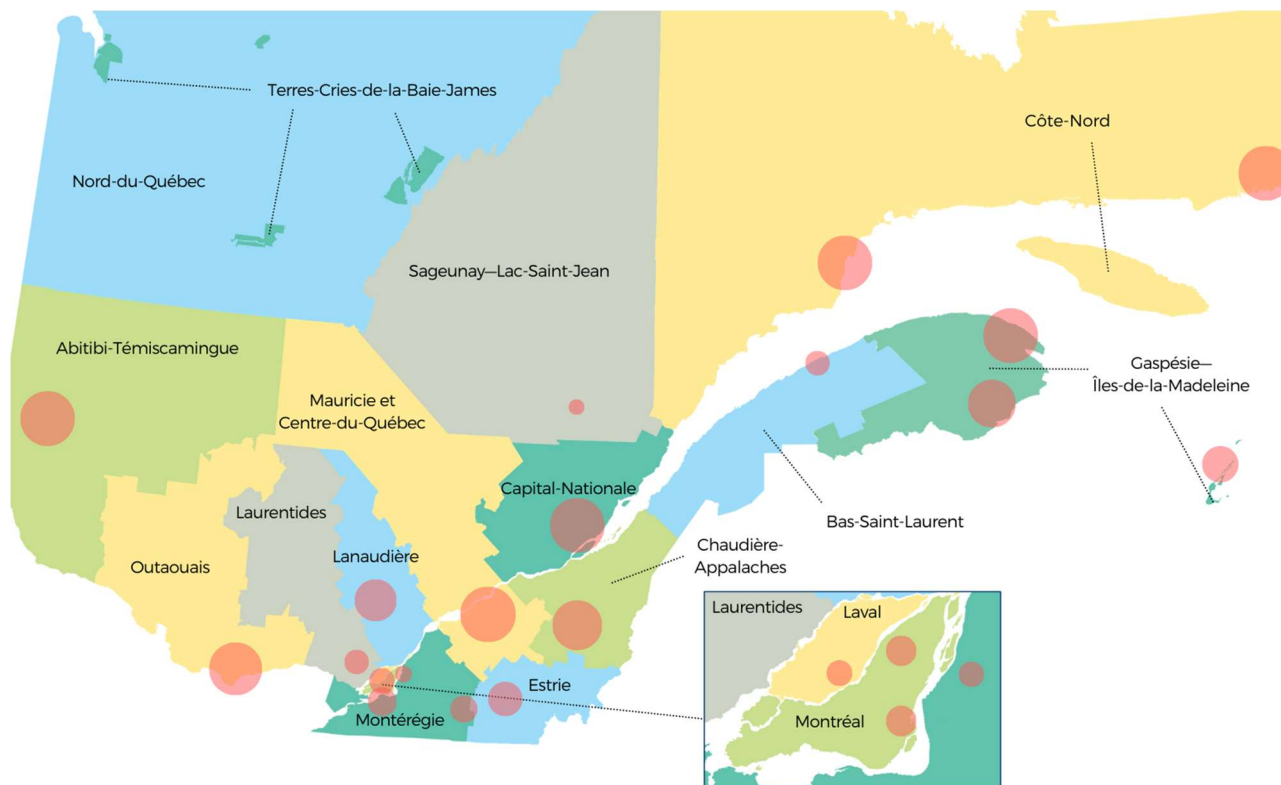 Terres-Cries-de-la-Baie-James
Côte-Nord
Nord-du-Québec
Sageunay—Lac-Saint-Jean
Abitibi-Témiscamingue
Gaspésie—
Îles-de-la-Madeleine
Mauricie et
Centre-du-Québec
Capital-Nationale
Laurentides
Bas-Saint-Laurent
Lanaudière
Chaudière-
Appalaches
Outaouais
Laurentides
Laval
Estrie
Montérégie
Montréal